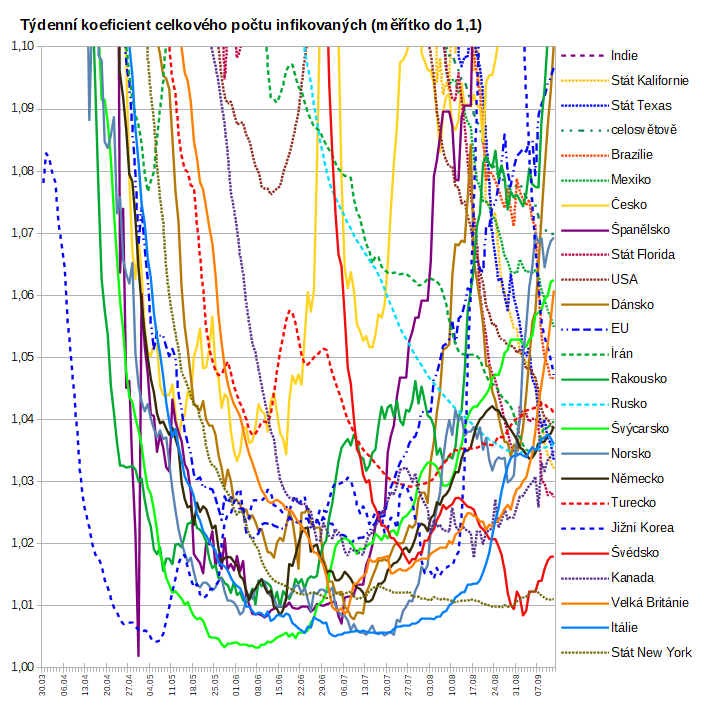 Týdenní koeficient celkového počtu infikovaných (měřítko do 1,1)
1,10
1,09
1,08
1,07
1,06
1,05
1,04
1,03
1,02
1,01
1,00
30.03
06.04
13.04
20.04
27.04
04.05
11.05
18.05
25.05
01.06
08.06
15.06
22.06
29.06
06.07
13.07
20.07
27.07
03.08
10.08
17.08
24.08
31.08
07.09
Indie
Stát Kalifornie
Stát Texas
celosvětově
Brazílie
Mexiko
Česko
Španělsko
Stát Florida
USA
Dánsko
EU
Írán
Rakousko
Rusko
Švýcarsko
Norsko
Německo
Turecko
Jižní Korea
Švédsko
Kanada
Velká Británie
Itálie
Stát New York